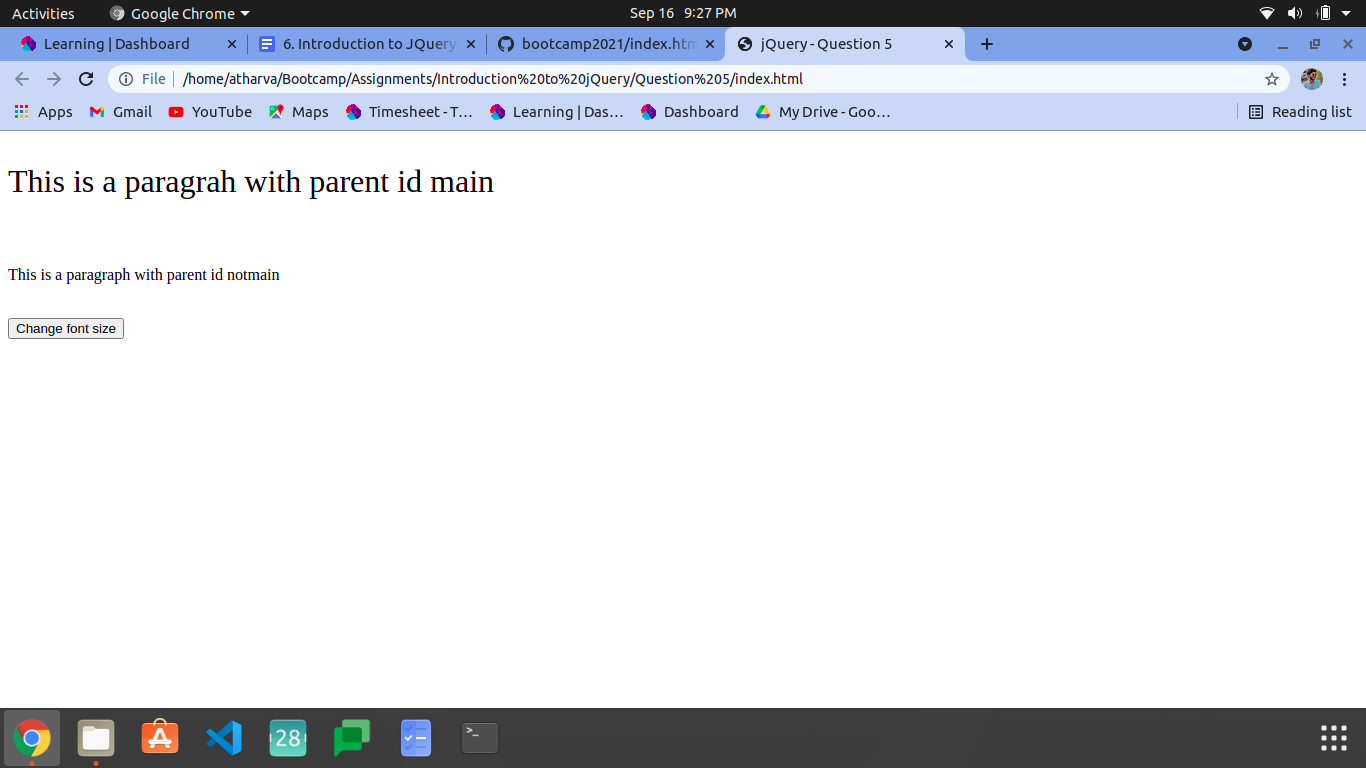 Activities Google Chrome Sep 16 9:27 PM
Learning | Dashboard 6. Introduction to JQuery bootcamp2021/index.htm jQuery - Question 5
File /home/atharva/Bootcamp/Assignments/Introduction%20to%20jQuery/Question%205/index.html
Apps Gmail YouTube Maps Timesheet - T… Learning | Das… Dashboard My Drive - Goo… Reading list
This is a paragrah with parent id main
This is a paragraph with parent id notmain
Change font size
28
>_